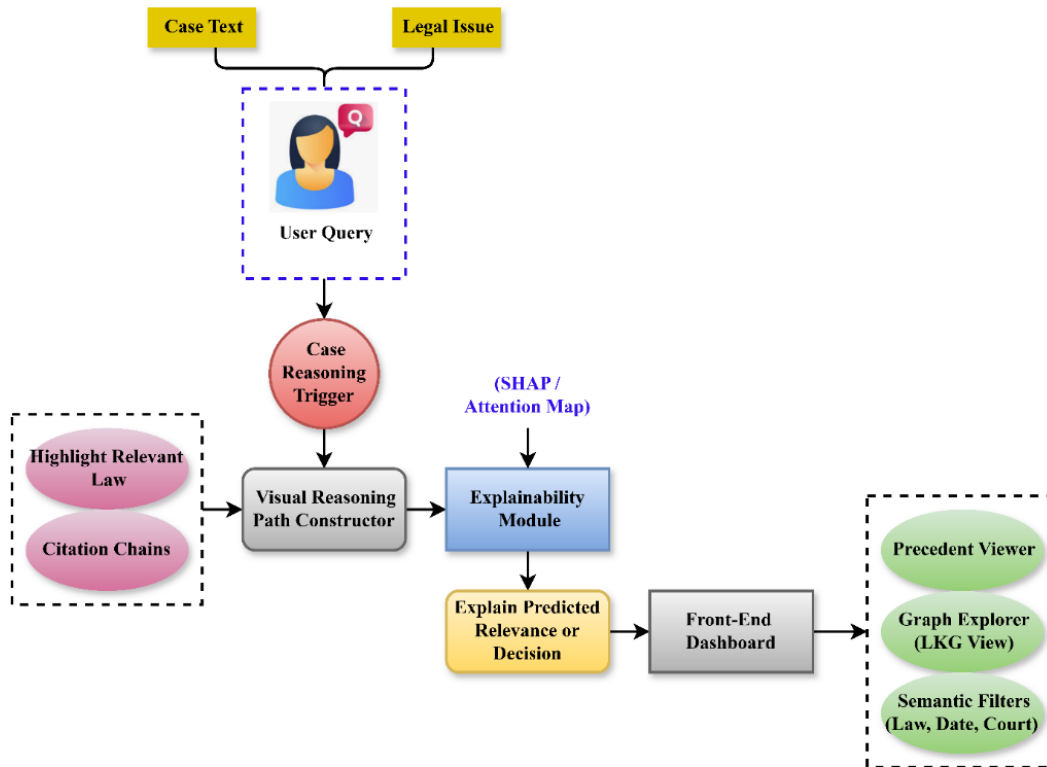 Case Text
Legal Issue
Q
User Query
Case
Reasoning
Trigger
(SHAP /
Attention Map)
Highlight Relevant
Law
Citation Chains
Visual Reasoning
Path Constructor
Explainability
Module
Explain Predicted
Relevance or
Decision
Front-End
Dashboard
Precedent Viewer
Graph Explorer
(LKG View)
Semantic Filters
(Law, Date, Court)